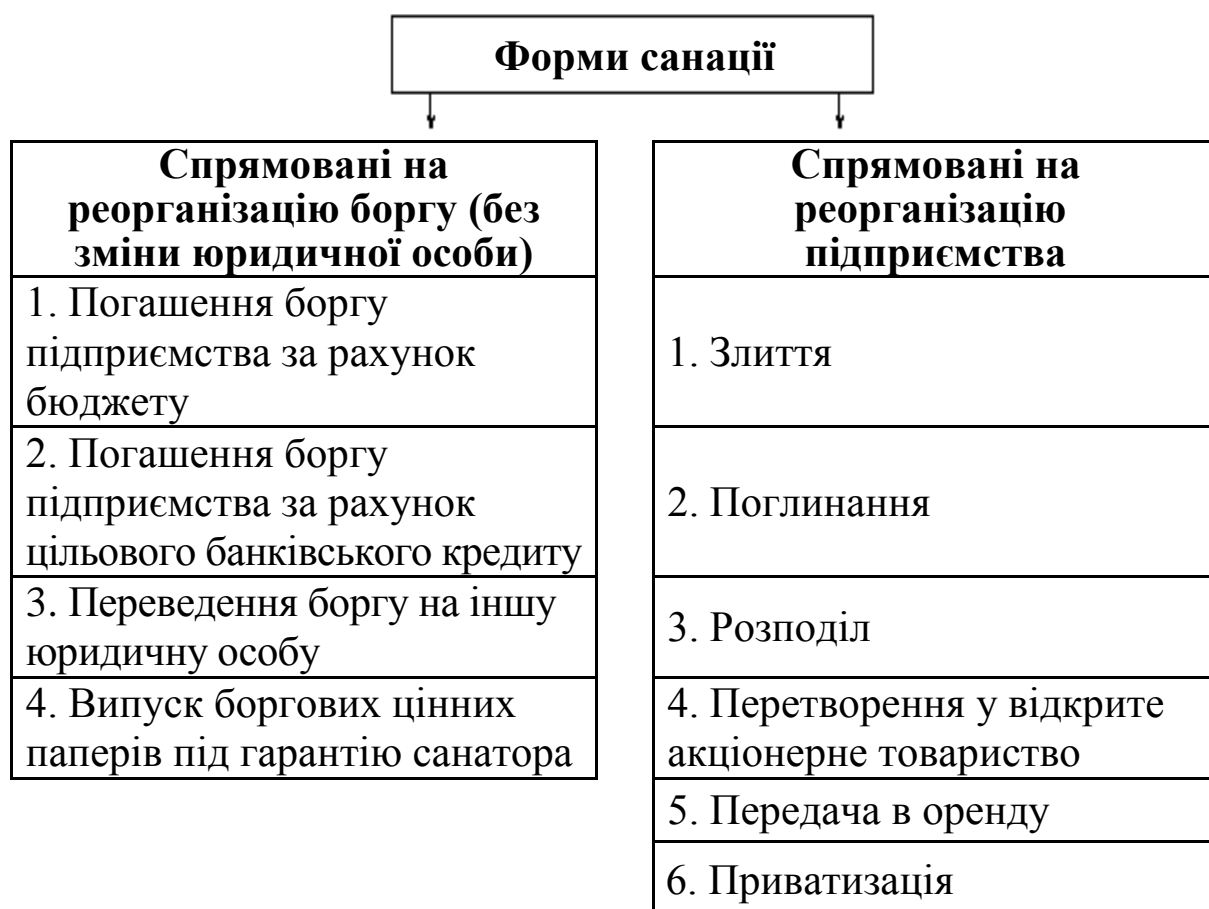 Форми санації
Спрямовані на
реорганізацію боргу (без
зміни юридичної особи)
1. Погашення боргу
підприємства за рахунок
бюджету
2. Погашення боргу
підприємства за рахунок
цільового банківського кредиту
3. Переведення боргу на іншу
юридичну особу
4. Випуск боргових цінних
паперів під гарантію санатора
Спрямовані на
реорганізацію
підприємства
1. Злиття
2. Поглинання
3. Розподіл
4. Перетворення у відкрите
акціонерне товариство
5. Передача в оренду
6. Приватизація